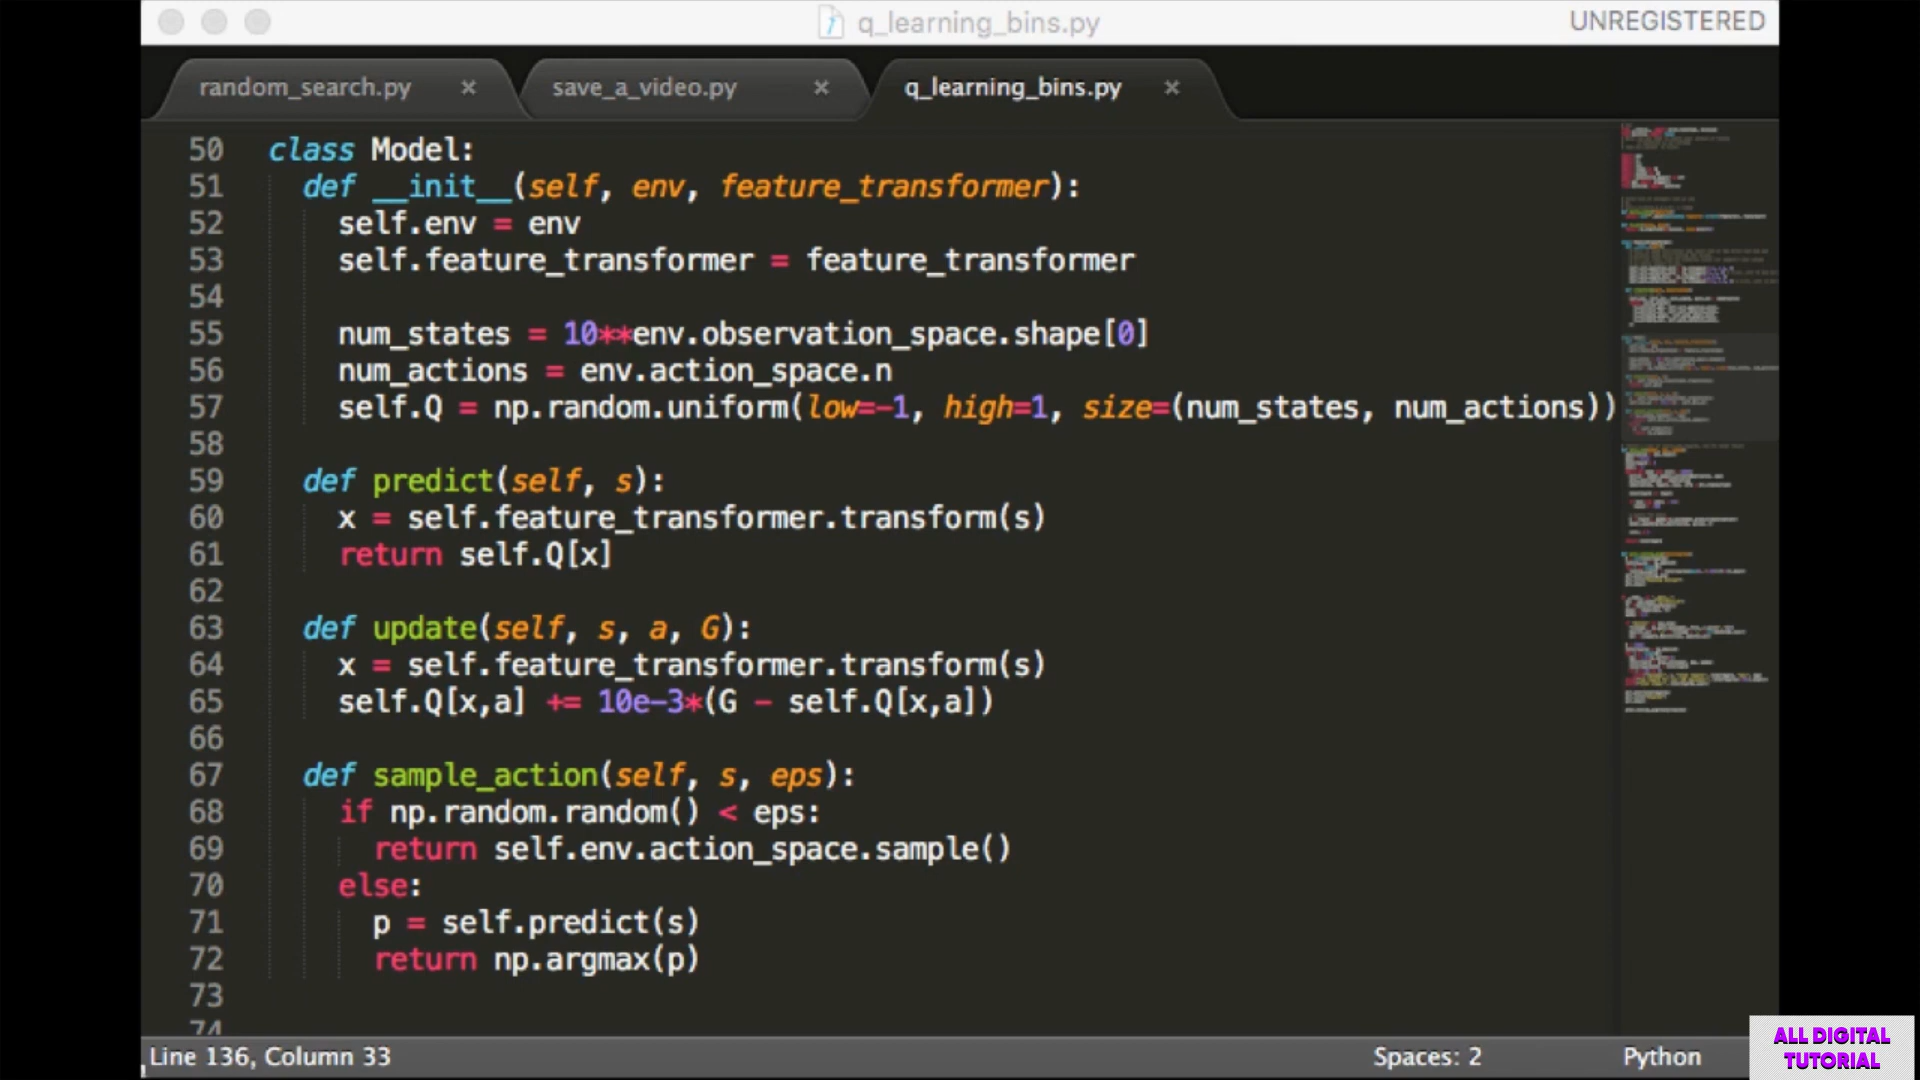 q_learning_bins.py
UNREGISTERED
random_search.py ×
save_a_video.py ×
q_learning_bins.py ×
50 class Model:
51 def __init__(self, env, feature_transformer):
52 self.env = env
53 self.feature_transformer = feature_transformer
54
55 num_states = 10**env.observation_space.shape[0]
56 num_actions = env.action_space.n
57 self.Q = np.random.uniform(low=-1, high=1, size=(num_states, num_actions))
58
59 def predict(self, s):
60 x = self.feature_transformer.transform(s)
61 return self.Q[x]
62
63 def update(self, s, a, G):
64 x = self.feature_transformer.transform(s)
65 self.Q[x,a] += 10e-3*(G - self.Q[x,a])
66
67 def sample_action(self, s, eps):
68 if np.random.random() < eps:
69 return self.env.action_space.sample()
70 else:
71 p = self.predict(s)
72 return np.argmax(p)
73
74
Line 136, Column 33
Spaces: 2
Python
ALL DIGITAL
TUTORIAL